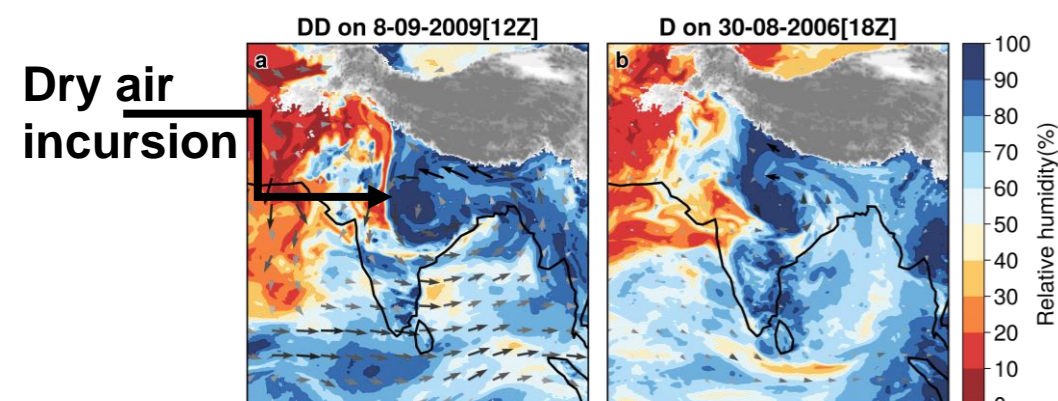 DD on 8-09-2009[12Z]
D on 30-08-2006[18Z]
Dry air
incursion
a
b
100
90
80
70
60
50
40
30
20
10
0
Relative humidity(%)